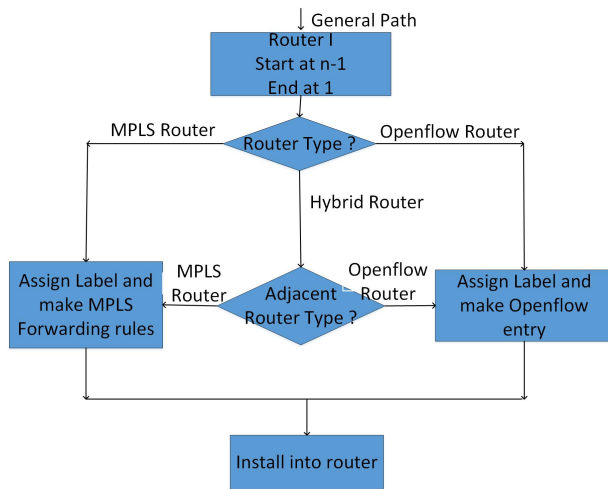 General Path
Router I
Start at n-1
End at 1
MPLS Router
Router Type ?
Openflow Router
Hybrid Router
Assign Label and
make MPLS
Forwarding rules
MPLS
Router
Adjacent
Router Type ?
Openflow
Router
Assign Label and
make Openflow
entry
Install into router